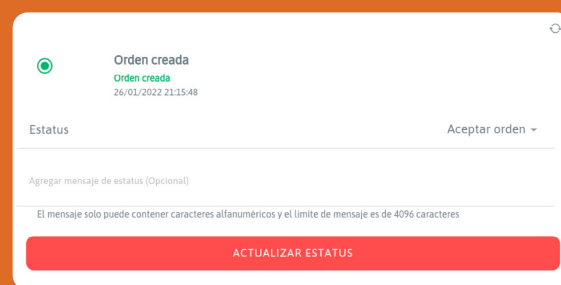 Orden creada
Orden creada
26/01/2022 21:15:48
Estatus Aceptar orden
Agregar mensaje de estatus (Opcional)
El mensaje solo puede contener caracteres alfanuméricos y el límite de mensaje es de 4096 caracteres
ACTUALIZAR ESTATUS